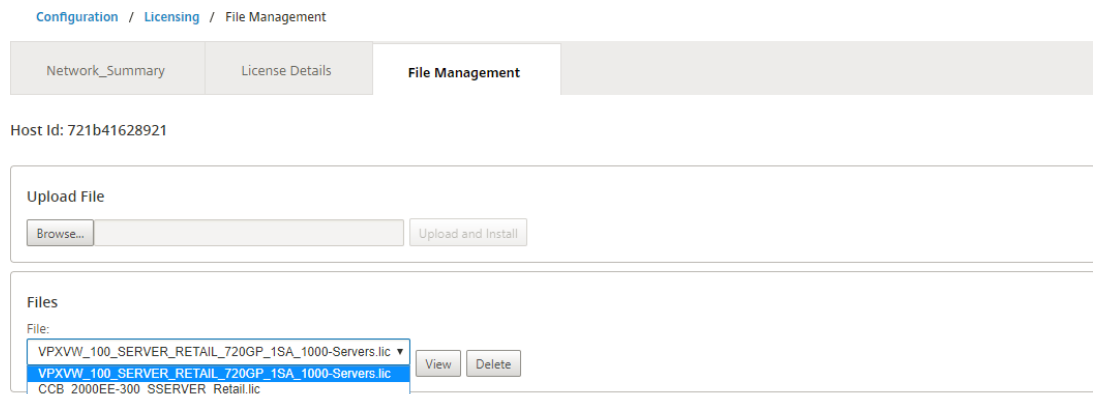 Configuration / Licensing / File Management
Network_Summary License Details File Management
Host Id: 721b41628921
Upload File
Browse... Upload and Install
Files
File:
VPXVW_100_SERVER_RETAIL_720GP_1SA_1000-Servers.lic View Delete
VPXVW_100_SERVER_RETAIL_720GP_1SA_1000-Servers.lic
CCB_2000EE-300_SSERVER_Retail.lic